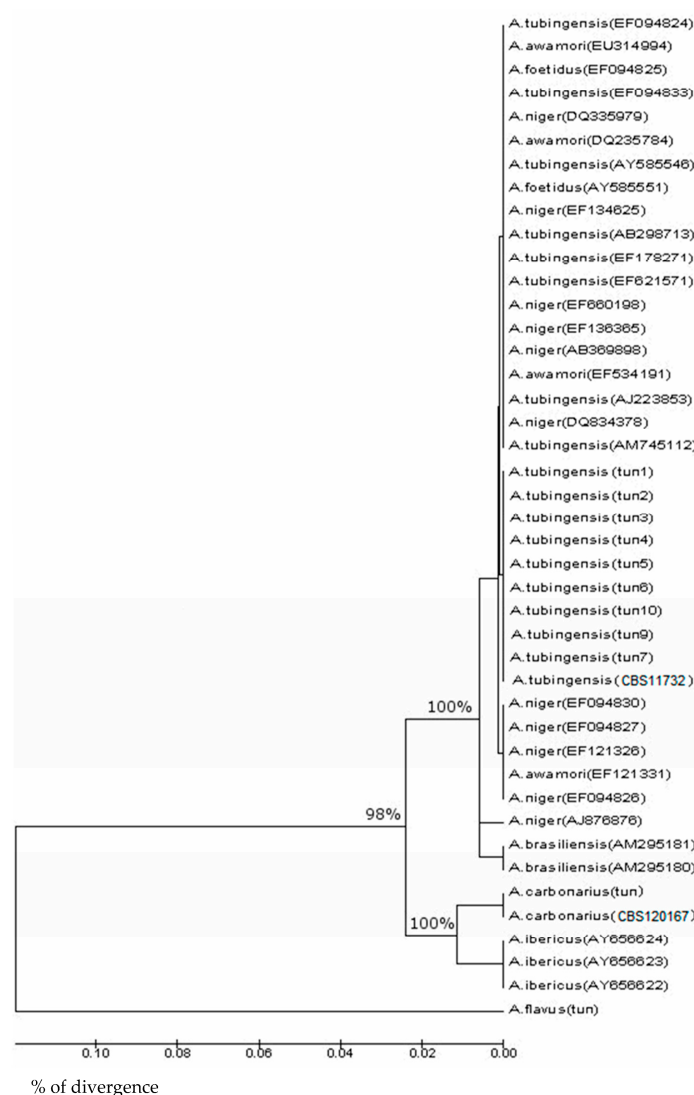 A.tubingensis(EF094824)
A.awamori(EU314994)
A.foetidus(EF094825)
A.tubingensis(EF094833)
A.niger(DQ335979)
A.awamori(DQ235784)
A.tubingensis(AY585546)
A.foetidus(AY585551)
A.niger(EF134625)
A.tubingensis(AB298713)
A.tubingensis(EF178271)
A.tubingensis(EF621571)
A.niger(EF660198)
A.niger(EF136365)
A.niger(AB369898)
A.awamori(EF534191)
A.tubingensis(AJ223853)
A.niger(DQ834378)
A.tubingensis(AM745112)
A.tubingensis(tun1)
A.tubingensis(tun2)
A.tubingensis(tun3)
A.tubingensis(tun4)
A.tubingensis(tun5)
A.tubingensis(tun6)
A.tubingensis(tun10)
A.tubingensis(tun9)
A.tubingensis(tun7)
A.tubingensis(CBS11732)
A.niger(EF094830)
100%
A.niger(EF094827)
A.niger(EF121326)
A.awamori(EF121331)
A.niger(EF094826)
98%
A.niger(AJ876876)
A.brasiliensis(AM295181)
A.brasiliensis(AM295180)
A.carbonarius(tun)
A.carbonarius(CBS120167)
100%
A.ibericus(AY656624)
A.ibericus(AY656623)
A.ibericus(AY656622)
A.flavus(tun)
0.10 0.08 0.06 0.04 0.02 0.00
% of divergence